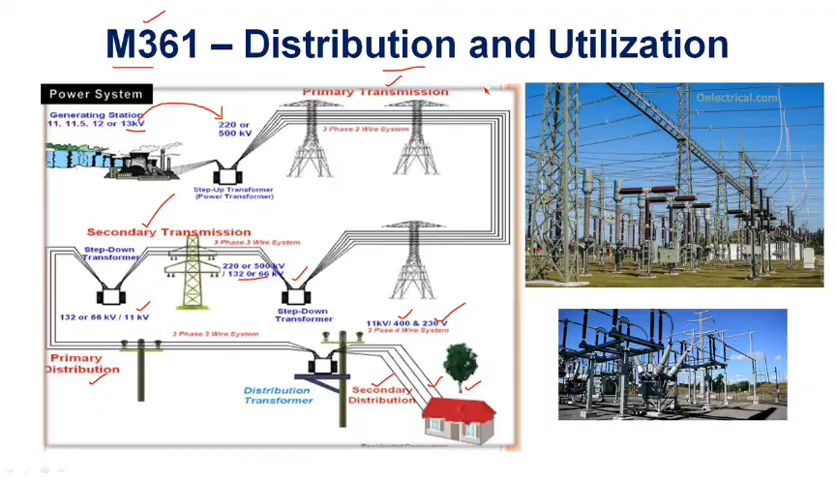 M361 – Distribution and Utilization
Power System
Primary Transmission
Generating Station
11, 11.5, 12 or 13kV
220 or
500 kV
3 Phase 3 Wire System
Step-Up Transformer
(Power Transformer)
Oelectrical.com
Secondary Transmission
3 Phase 3 Wire System
Step-Down
Transformer
220 or 500 kV
/ 132 or 66 kV
132 or 66 kV / 11 kV
Step-Down
Transformer
11kV/ 400 & 230 V
3 Pase 4 Wire System
3 Phase 3 Wire System
Primary
Distribution
Distribution
Transformer
Secondary
Distribution